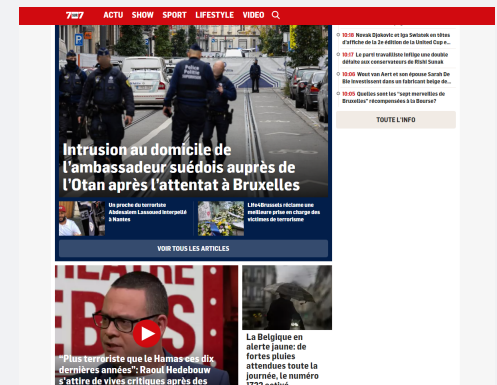 7sur7 ACTU SHOW SPORT LIFESTYLE VIDEO
Intrusion au domicile de
l'ambassadeur suédois auprès de
l'Otan après l'attentat à Bruxelles
Un proche du terroriste
Abdesalem Lassoued interpellé
à Nantes
Life4Brussels réclame une
meilleure prise en charge des
victimes de terrorisme
VOIR TOUS LES ARTICLES
10:18 Novak Djokovic et Iga Swiatek en têtes
d'affiche de la 2e édition de la United Cup e...
10:17 Le parti travailliste inflige une double
défaite aux conservateurs de Rishi Sunak
10:06 Wout van Aert et son épouse Sarah De
Bie investissent dans un fabricant belge de...
10:05 Quelles sont les "sept merveilles de
Bruxelles" récompensées à la Bourse?
TOUTE L'INFO
"Plus terroriste que le Hamas ces dix
dernières années": Raoul Hedebouw
s'attire de vives critiques après des
La Belgique en
alerte jaune: de
fortes pluies
attendues toute la
journée, le numéro
1722 activé